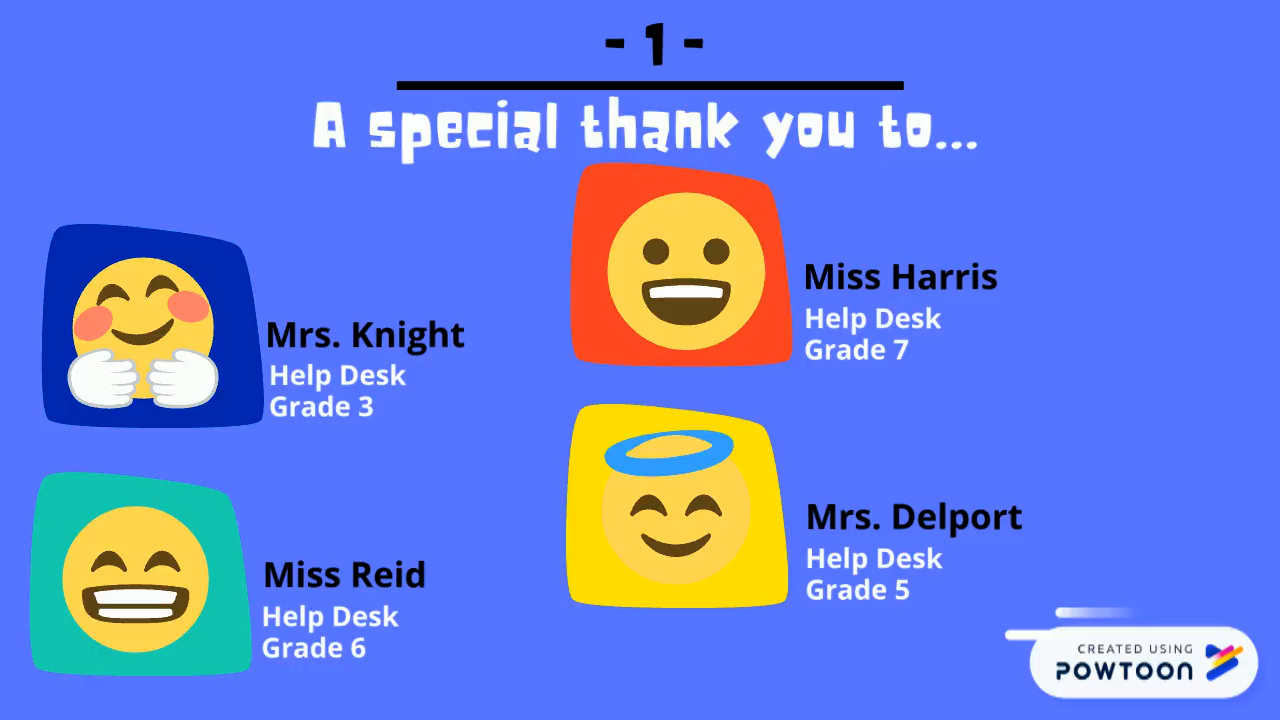 - 1 -
A special thank you to...
Mrs. Knight
Help Desk
Grade 3
Miss Harris
Help Desk
Grade 7
Miss Reid
Help Desk
Grade 6
Mrs. Delport
Help Desk
Grade 5
CREATED USING
POWTOON